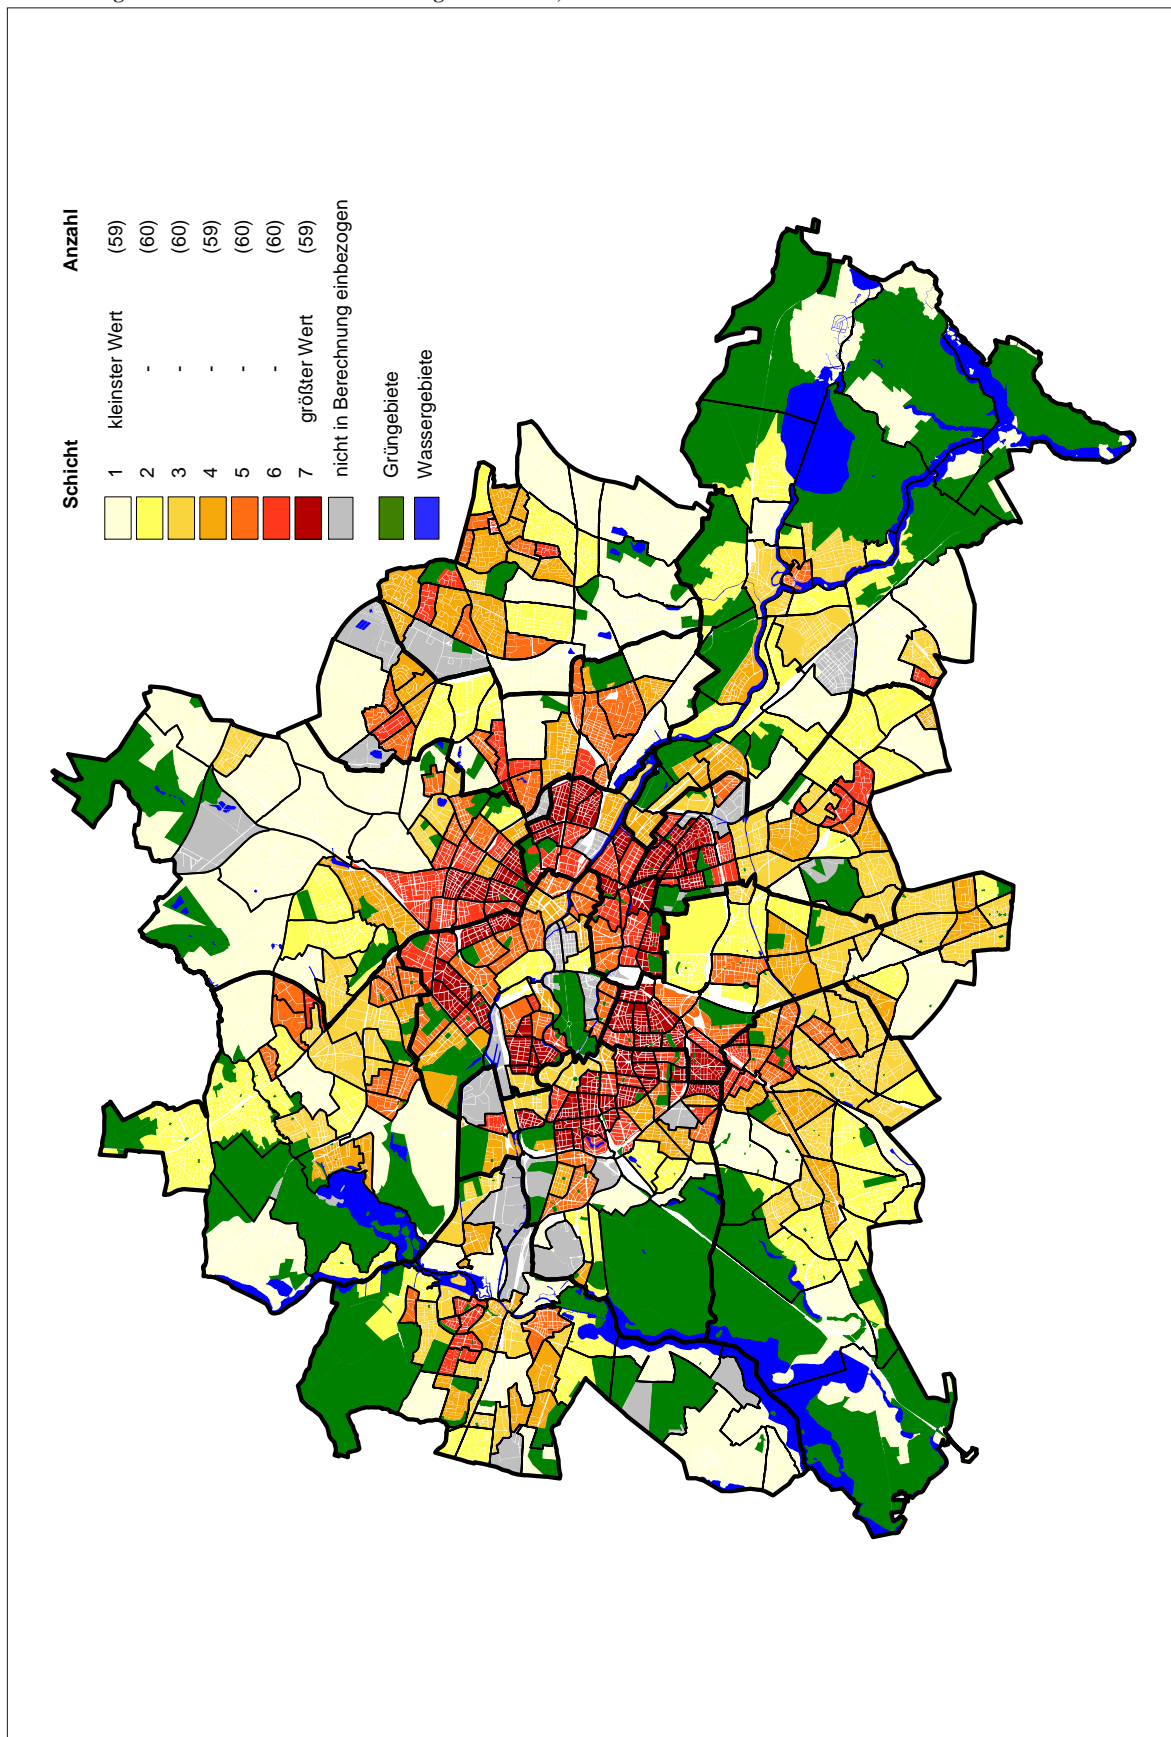 Schicht Anzahl
1 kleinster Wert (59)
2 - (60)
3 - (60)
4 - (59)
5 - (60)
6 - (60)
7 größter Wert (59)
nicht in Berechnung einbezogen
Grüngebiete
Wassergebiete